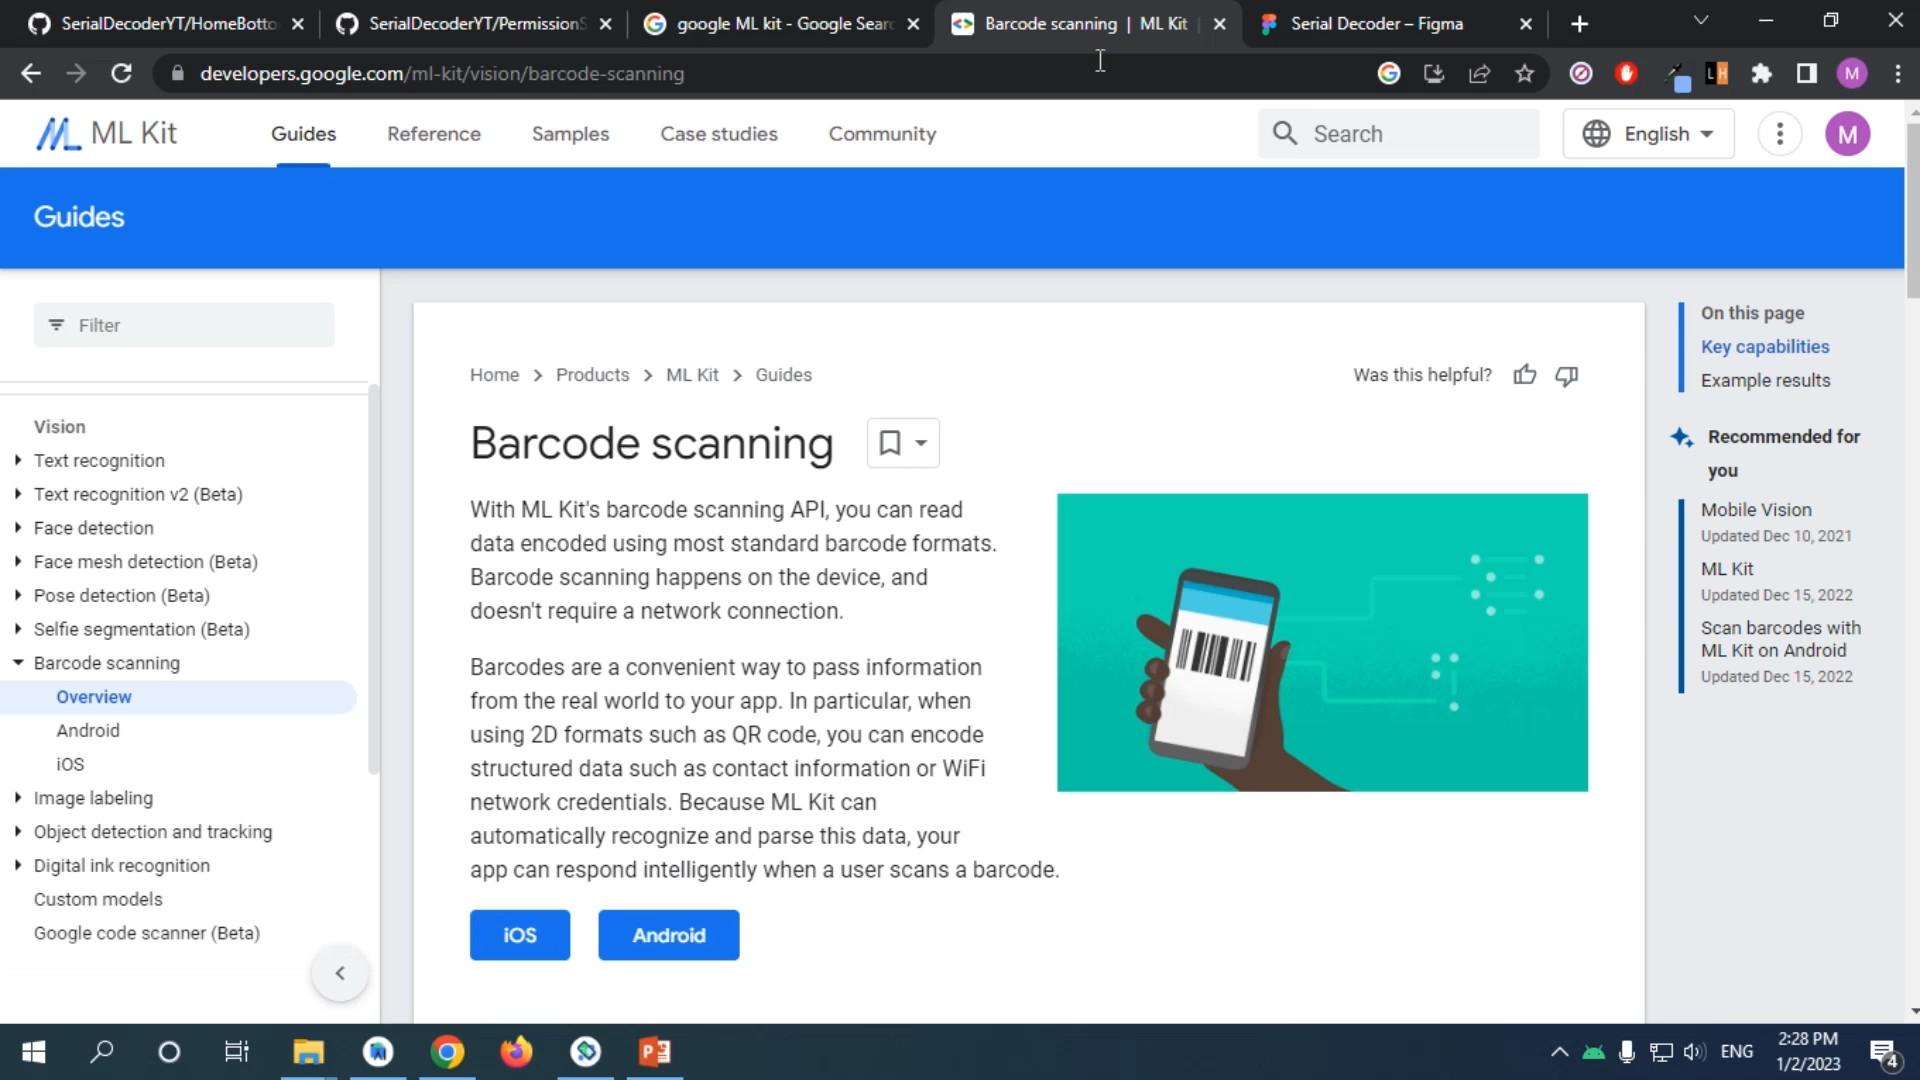 SerialDecoderYT/HomeBotto
SerialDecoderYT/PermissionS
google ML kit - Google Searc
Barcode scanning | ML Kit
Serial Decoder – Figma
developers.google.com/ml-kit/vision/barcode-scanning
LH
M
ML Kit
Guides
Reference
Samples
Case studies
Community
Search
English
M
Guides
Filter
Vision
Text recognition
Text recognition v2 (Beta)
Face detection
Face mesh detection (Beta)
Pose detection (Beta)
Selfie segmentation (Beta)
Barcode scanning
Overview
Android
iOS
Image labeling
Object detection and tracking
Digital ink recognition
Custom models
Google code scanner (Beta)
Home > Products > ML Kit > Guides
Was this helpful?
Barcode scanning
With ML Kit's barcode scanning API, you can read
data encoded using most standard barcode formats.
Barcode scanning happens on the device, and
doesn't require a network connection.
Barcodes are a convenient way to pass information
from the real world to your app. In particular, when
using 2D formats such as QR code, you can encode
structured data such as contact information or WiFi
network credentials. Because ML Kit can
automatically recognize and parse this data, your
app can respond intelligently when a user scans a barcode.
iOS
Android
On this page
Key capabilities
Example results
Recommended for
you
Mobile Vision
Updated Dec 10, 2021
ML Kit
Updated Dec 15, 2022
Scan barcodes with
ML Kit on Android
Updated Dec 15, 2022
ENG
2:28 PM
1/2/2023
4